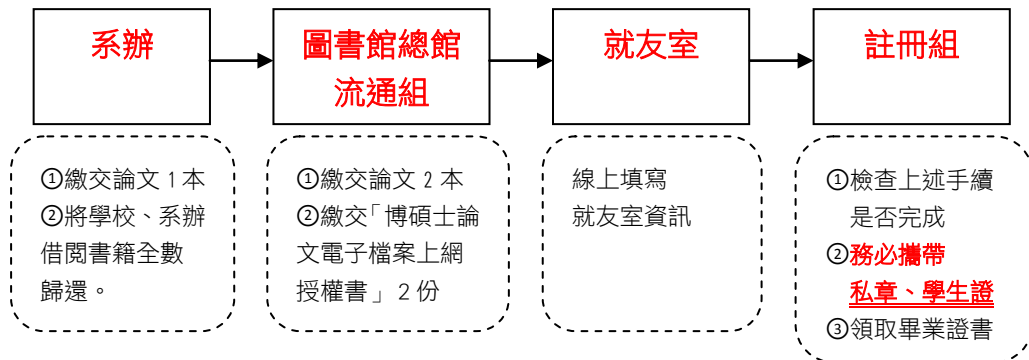 系辦
圖書館總館
流通組
就友室
註冊組
①繳交論文 1 本
②將學校、系辦
借閱書籍全數
歸還。
①繳交論文 2 本
②繳交「博碩士論
文電子檔案上網
授權書」 2 份
線上填寫
就友室資訊
①檢查上述手續
是否完成
②務必攜帶
私章、學生證
③領取畢業證書